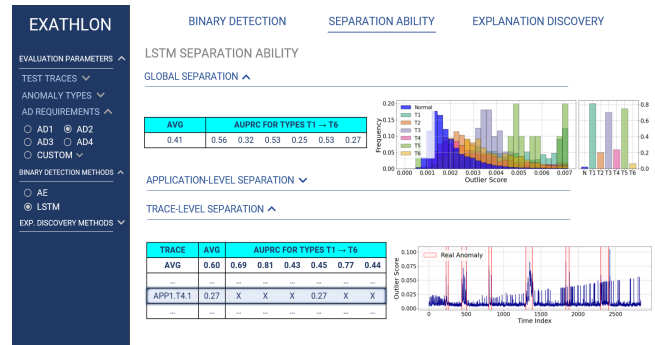 EXATHLON
BINARY DETECTION SEPARATION ABILITY EXPLANATION DISCOVERY
EVALUATION PARAMETERS
TEST TRACES
ANOMALY TYPES
AD REQUIREMENTS
AD1 AD2
AD3 AD4
CUSTOM
BINARY DETECTION METHODS
AE
LSTM
EXP. DISCOVERY METHODS
LSTM SEPARATION ABILITY
GLOBAL SEPARATION
AVG AUPRC FOR TYPES T1 → T6
0.41 0.56 0.32 0.53 0.25 0.53 0.27
Frequency
0.20
0.15
0.10
0.05
0.00
Normal
T1
T2
T3
T4
T5
T6
0.000 0.001 0.002 0.003 0.004 0.005 0.006 0.007
Outlier Score
0.8
0.6
0.4
0.2
0.0
N T1 T2 T3 T4 T5 T6
APPLICATION-LEVEL SEPARATION
TRACE-LEVEL SEPARATION
TRACE AVG AUPRC FOR TYPES T1 → T6
AVG 0.60 0.69 0.81 0.43 0.45 0.77 0.44
... ... ... ... ... ... ... ...
APP1.T4.1 0.27 X X X 0.27 X X
... ... ... ... ... ... ... ...
Outlier Score
0.100
0.075
0.050
0.025
0.000
Real Anomaly
0 500 1000 1500 2000 2500
Time Index